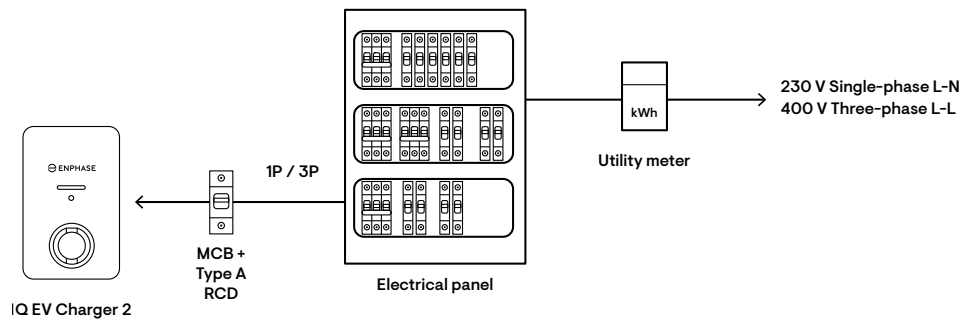 230 V Single-phase L-N
400 V Three-phase L-L
kWh
Utility meter
ENPHASE
1P / 3P
MCB +
Type A
RCD
Electrical panel
IQ EV Charger 2